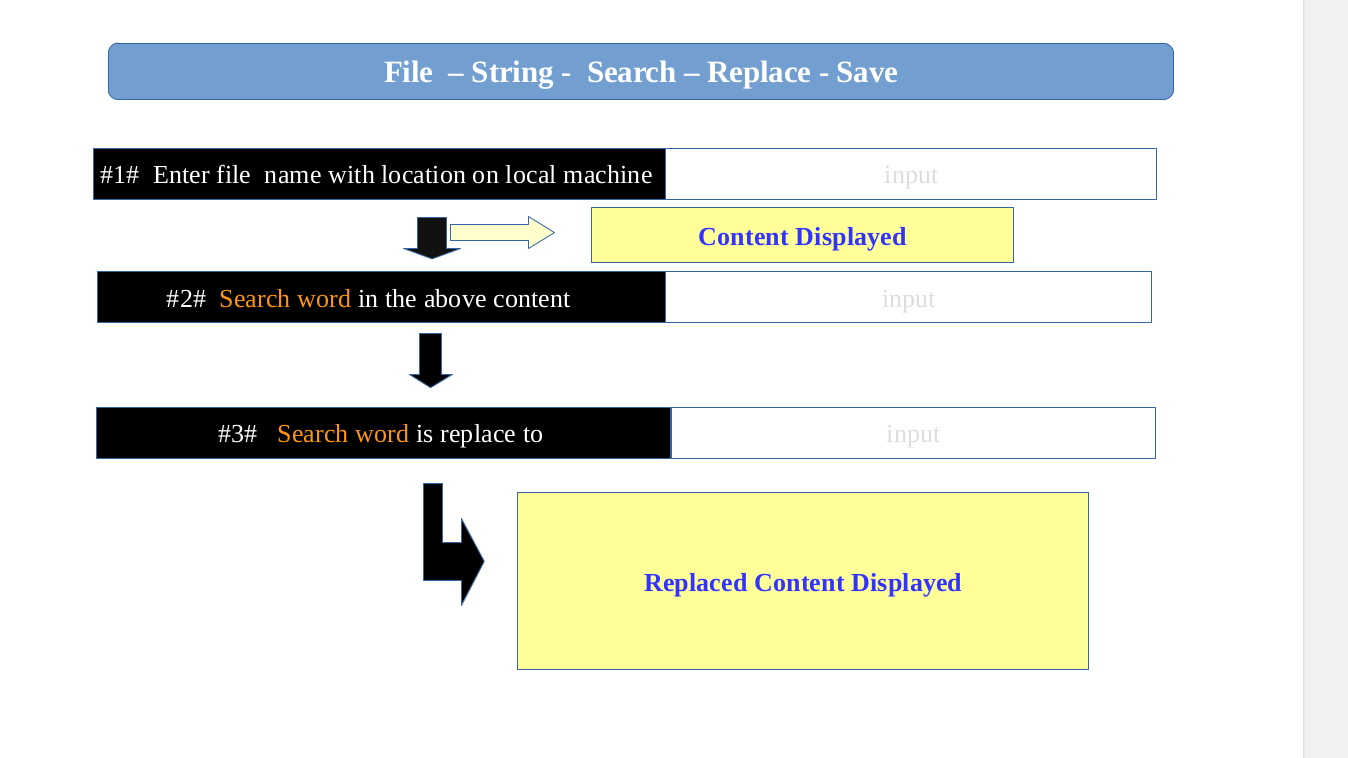 File – String - Search – Replace - Save
#1# Enter file name with location on local machine
input
Content Displayed
#2# Search word in the above content
input
#3# Search word is replace to
input
Replaced Content Displayed